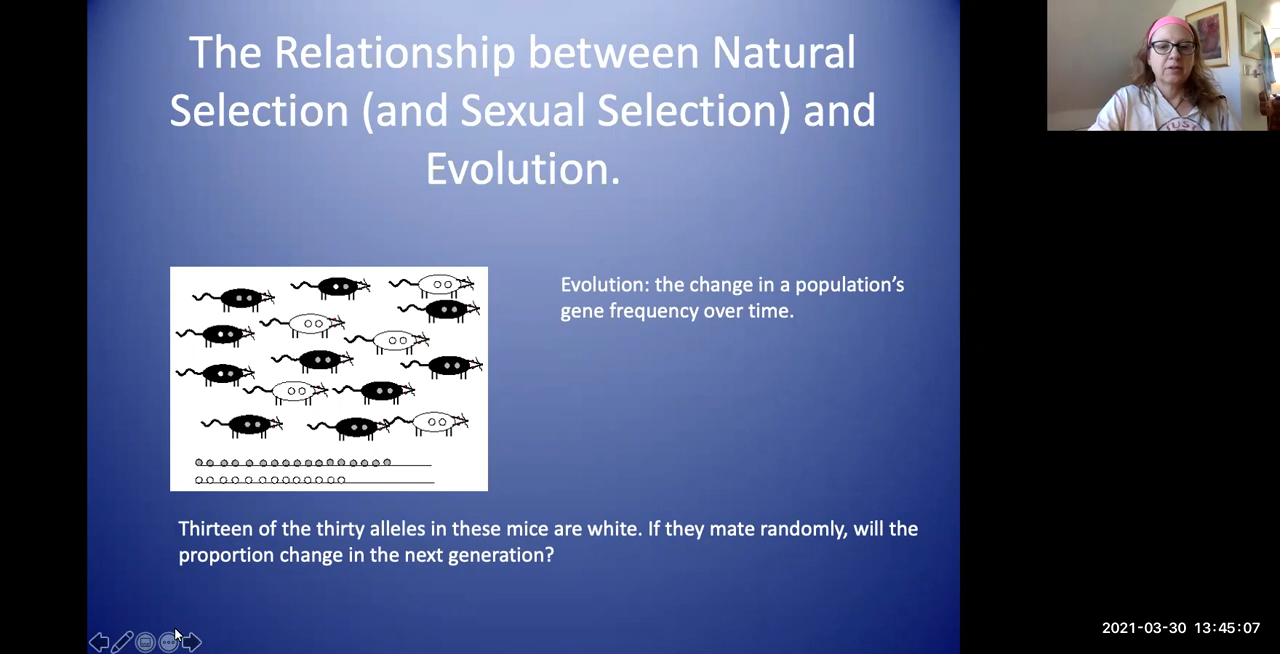 The Relationship between Natural
Selection (and Sexual Selection) and
Evolution.
Evolution: the change in a population’s
gene frequency over time.
Thirteen of the thirty alleles in these mice are white. If they mate randomly, will the
proportion change in the next generation?
JUST
2021-03-30 13:45:07